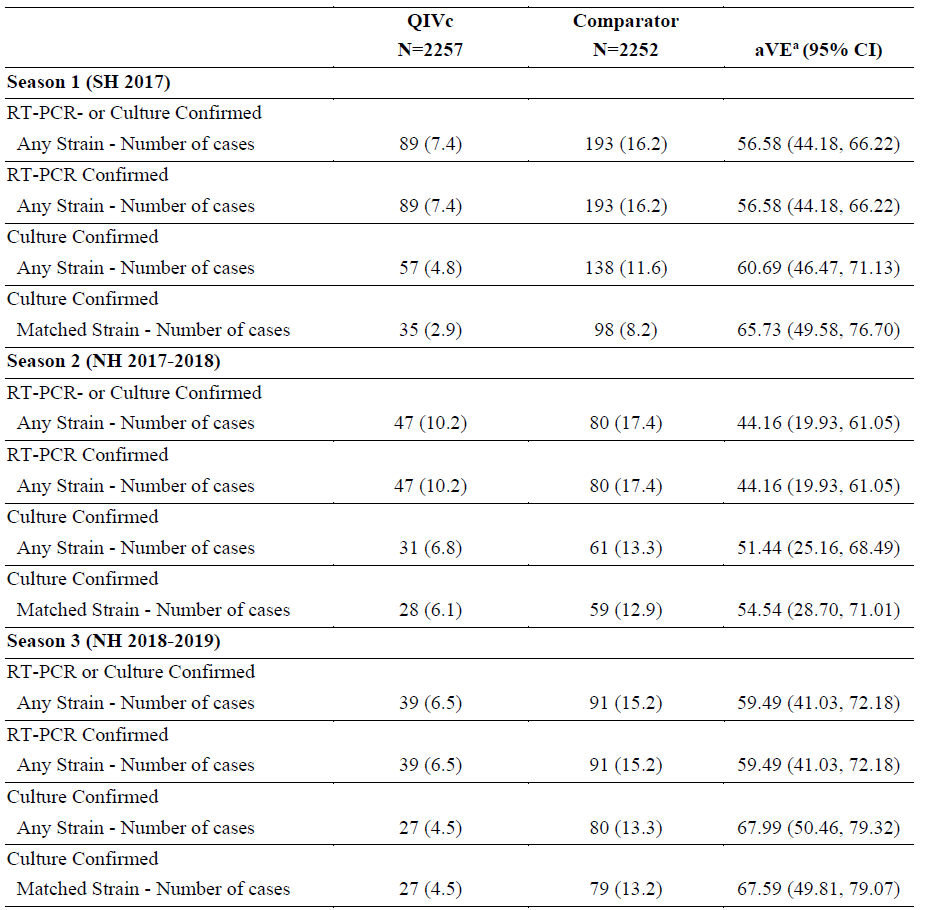 QIVc Comparator
N=2257 N=2252 aVEᵃ (95% CI)
Season 1 (SH 2017)
RT-PCR- or Culture Confirmed
Any Strain - Number of cases 89 (7.4) 193 (16.2) 56.58 (44.18, 66.22)
RT-PCR Confirmed
Any Strain - Number of cases 89 (7.4) 193 (16.2) 56.58 (44.18, 66.22)
Culture Confirmed
Any Strain - Number of cases 57 (4.8) 138 (11.6) 60.69 (46.47, 71.13)
Culture Confirmed
Matched Strain - Number of cases 35 (2.9) 98 (8.2) 65.73 (49.58, 76.70)
Season 2 (NH 2017-2018)
RT-PCR- or Culture Confirmed
Any Strain - Number of cases 47 (10.2) 80 (17.4) 44.16 (19.93, 61.05)
RT-PCR Confirmed
Any Strain - Number of cases 47 (10.2) 80 (17.4) 44.16 (19.93, 61.05)
Culture Confirmed
Any Strain - Number of cases 31 (6.8) 61 (13.3) 51.44 (25.16, 68.49)
Culture Confirmed
Matched Strain - Number of cases 28 (6.1) 59 (12.9) 54.54 (28.70, 71.01)
Season 3 (NH 2018-2019)
RT-PCR or Culture Confirmed
Any Strain - Number of cases 39 (6.5) 91 (15.2) 59.49 (41.03, 72.18)
RT-PCR Confirmed
Any Strain - Number of cases 39 (6.5) 91 (15.2) 59.49 (41.03, 72.18)
Culture Confirmed
Any Strain - Number of cases 27 (4.5) 80 (13.3) 67.99 (50.46, 79.32)
Culture Confirmed
Matched Strain - Number of cases 27 (4.5) 79 (13.2) 67.59 (49.81, 79.07)